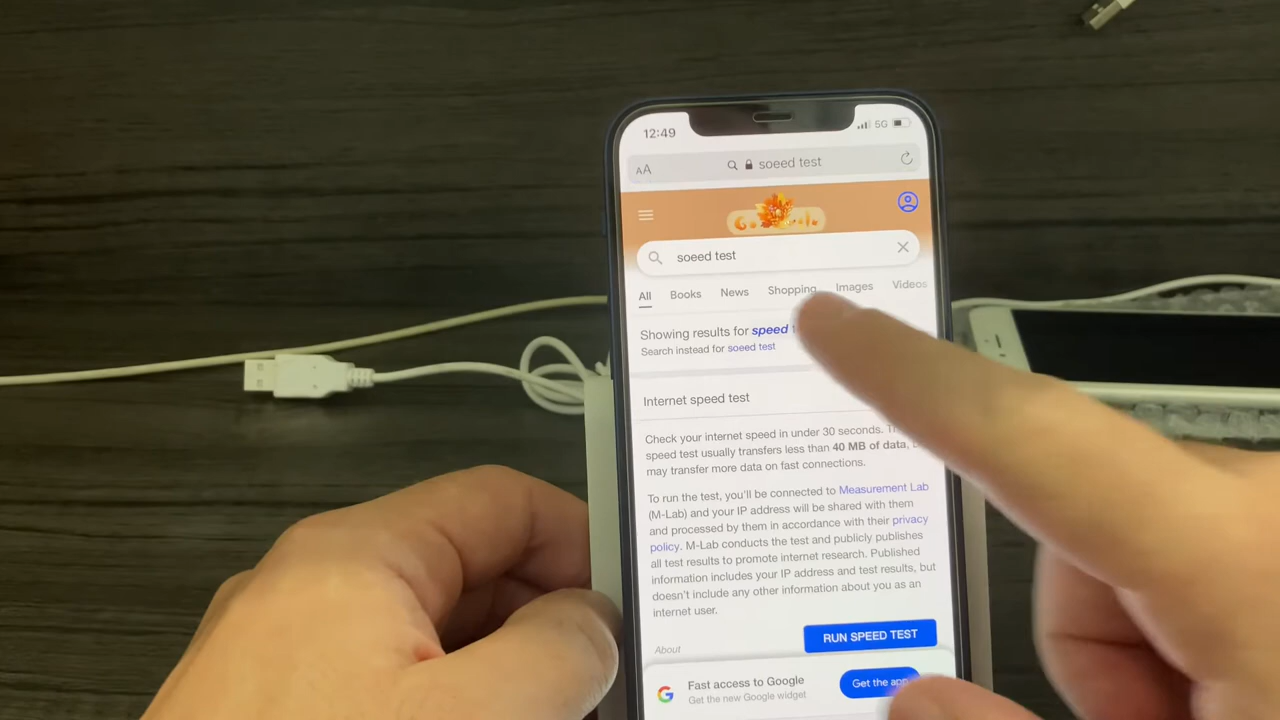 12:49
5G
AA
soeed test
soeed test
All Books News Shopping Images Videos
Showing results for speed
Search instead for soeed test
Internet speed test
Check your internet speed in under 30 seconds.
speed test usually transfers less than 40 MB of data,
may transfer more data on fast connections.
To run the test, you'll be connected to Measurement Lab
(M-Lab) and your IP address will be shared with them
and processed by them in accordance with their privacy
policy. M-Lab conducts the test and publicly publishes
all test results to promote internet research. Published
information includes your IP address and test results, but
doesn't include any other information about you as an
internet user.
About
RUN SPEED TEST
Fast access to Google
Get the new Google widget
Get the app
G